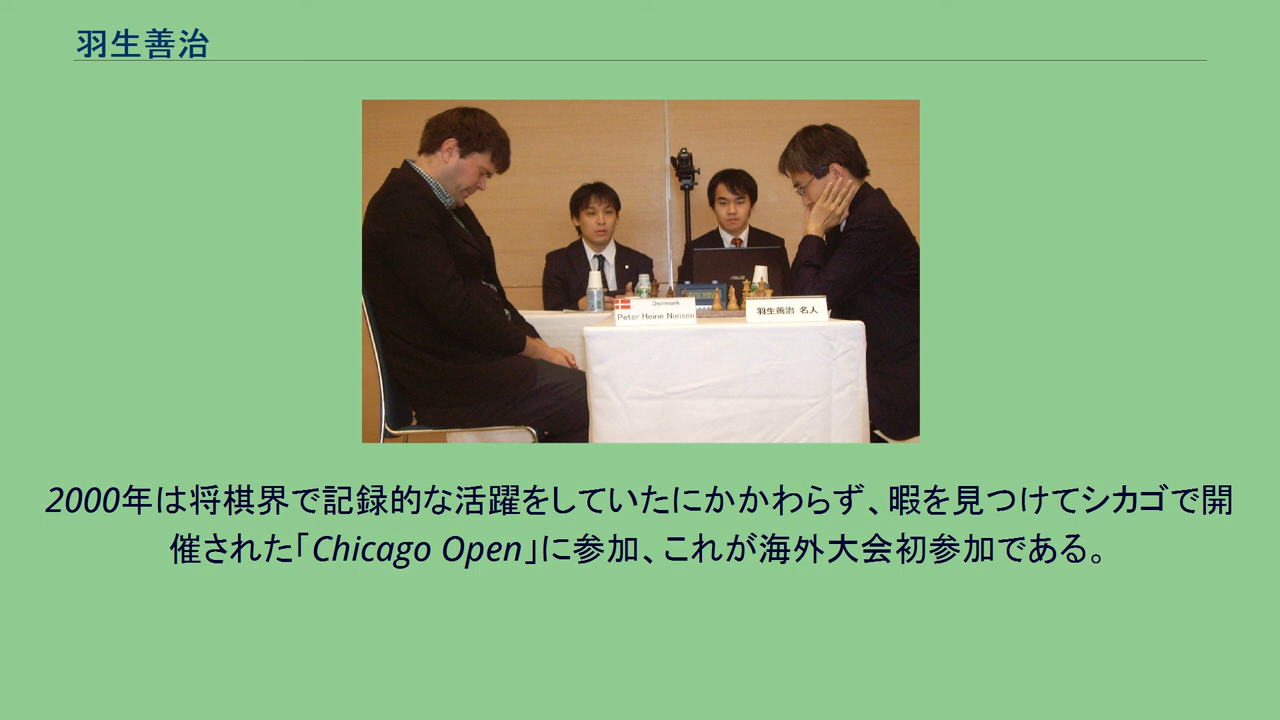 羽生善治
Denmark
Peter Heine Nielsen
羽生善治 名人
ASUS
2000年は将棋界で記録的な活躍をしていたにかかわらず、暇を見つけてシカゴで開
催された「Chicago Open」に参加、これが海外大会初参加である。